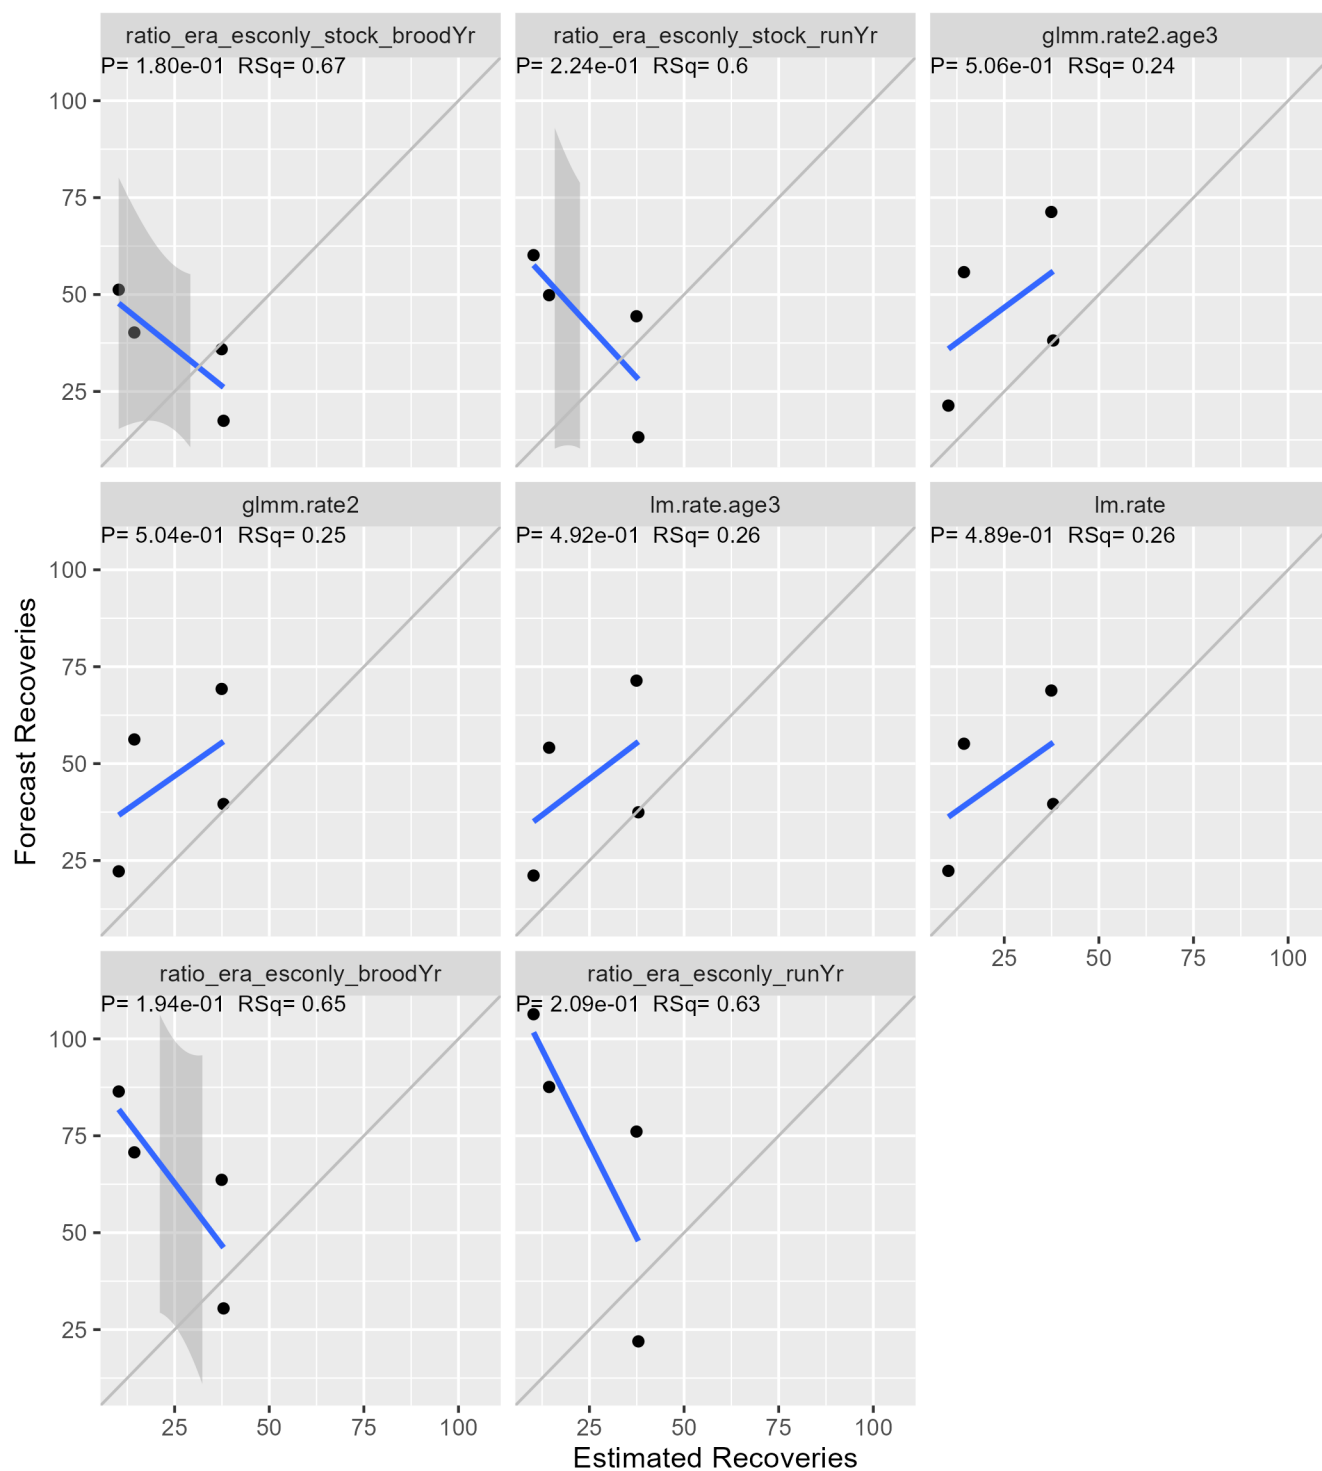 ratio_era_esconly_stock_broodYr ratio_era_esconly_stock_runYr glmm.rate2.age3
P= 1.80e-01 RSq= 0.67 P= 2.24e-01 RSq= 0.6 P= 5.06e-01 RSq= 0.24
100
75
50
25
glmm.rate2 lm.rate.age3 lm.rate
P= 5.04e-01 RSq= 0.25 P= 4.92e-01 RSq= 0.26 P= 4.89e-01 RSq= 0.26
100
75
50
25
Forecast Recoveries
25 50 75 100
ratio_era_esconly_broodYr ratio_era_esconly_runYr
P= 1.94e-01 RSq= 0.65 P= 2.09e-01 RSq= 0.63
100
75
50
25
25 50 75 100 25 50 75 100
Estimated Recoveries